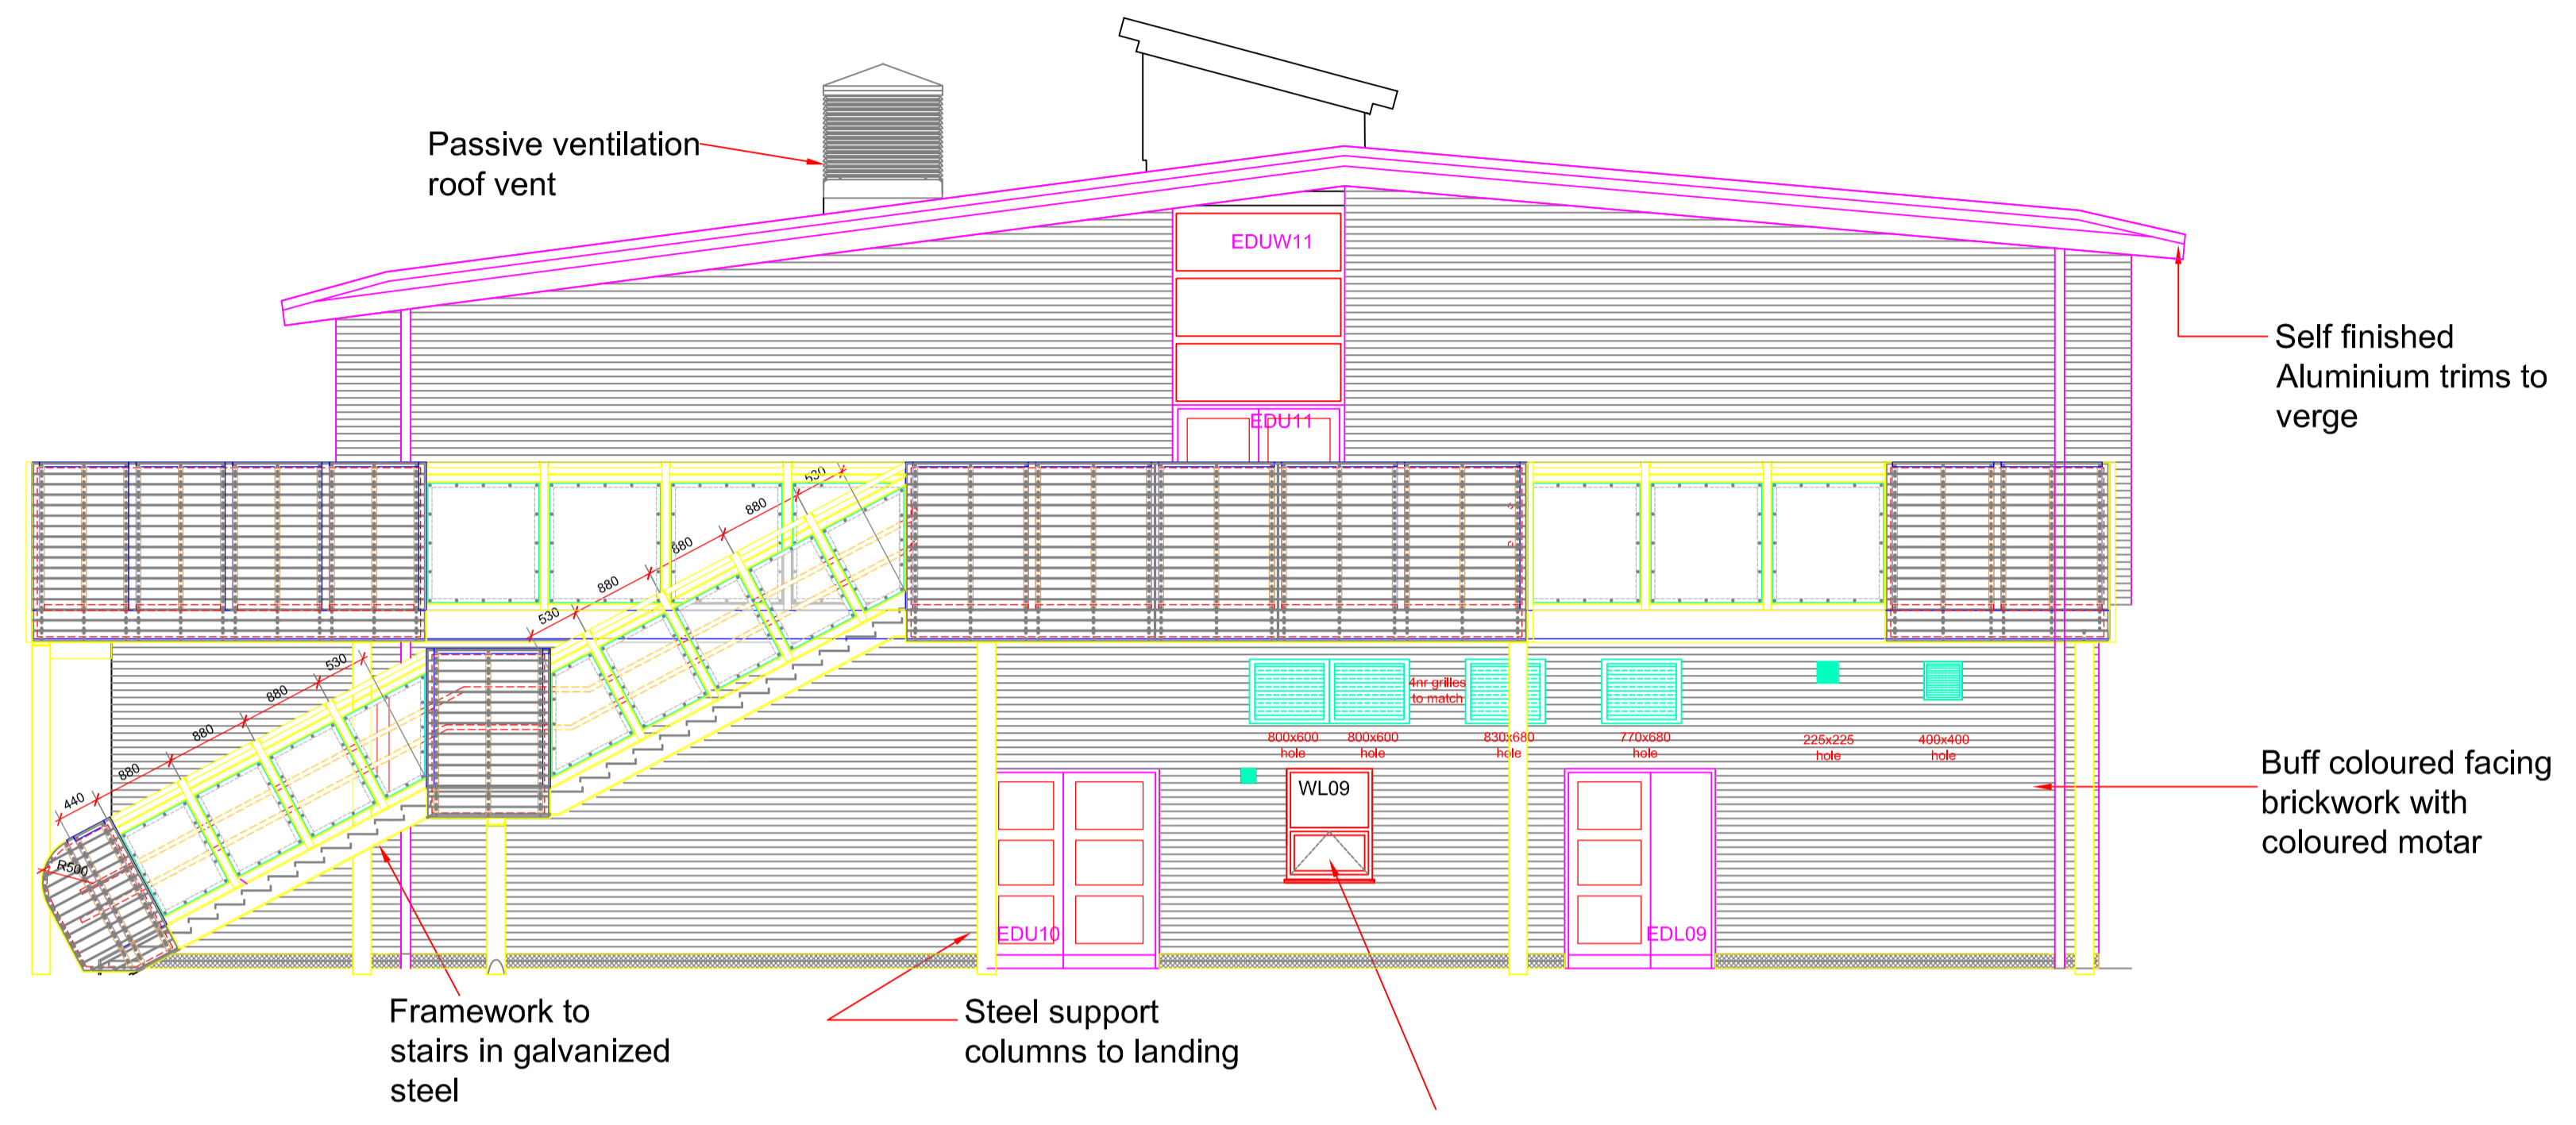 Passive ventilation
roof vent
EDUW11
EDU11
Self finished
Aluminium trims to
verge
530
880
880
880
530
530
880
880
880
440
R500
4nr grilles
to match
800x600
hole
800x600
hole
830x680
hole
770x680
hole
225x225
hole
400x400
hole
WL09
EDU10
EDL09
Buff coloured facing
brickwork with
coloured motar
Framework to
stairs in galvanized
steel
Steel support
columns to landing